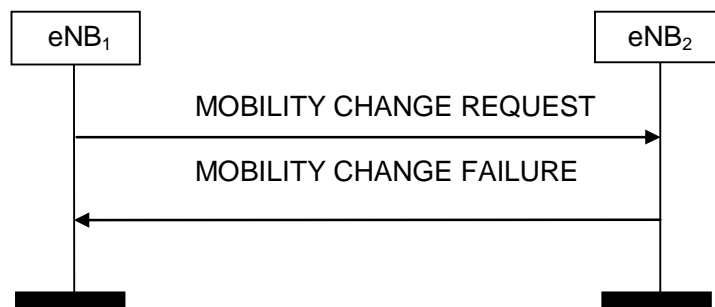 eNB₁
eNB₂
MOBILITY CHANGE REQUEST
MOBILITY CHANGE FAILURE